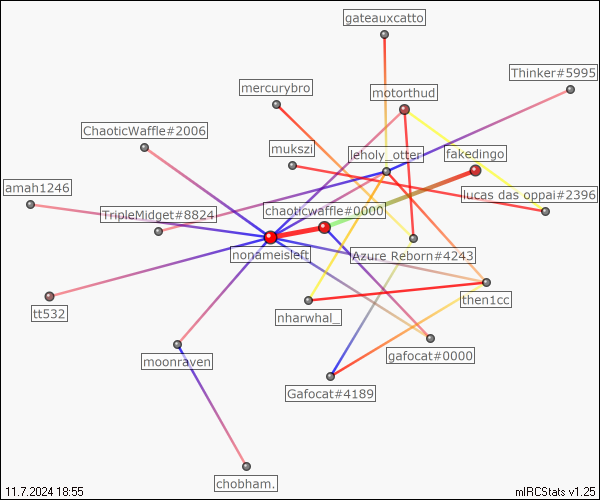 gateauxcatto
Thinker#5995
mercurybro
motorthud
ChaoticWaffle#2006
mukszi
leholy_otter
fakedingo
amah1246
lucas das oppai#2396
TripleMidget#8824
chaoticwaffle#0000
nonameisleft
Azure Reborn#4243
then1cc
tt532
nharwhal_
gafocat#0000
moonraven
Gafocat#4189
chobham.
11.7.2024 18:55
mIRCStats v1.25